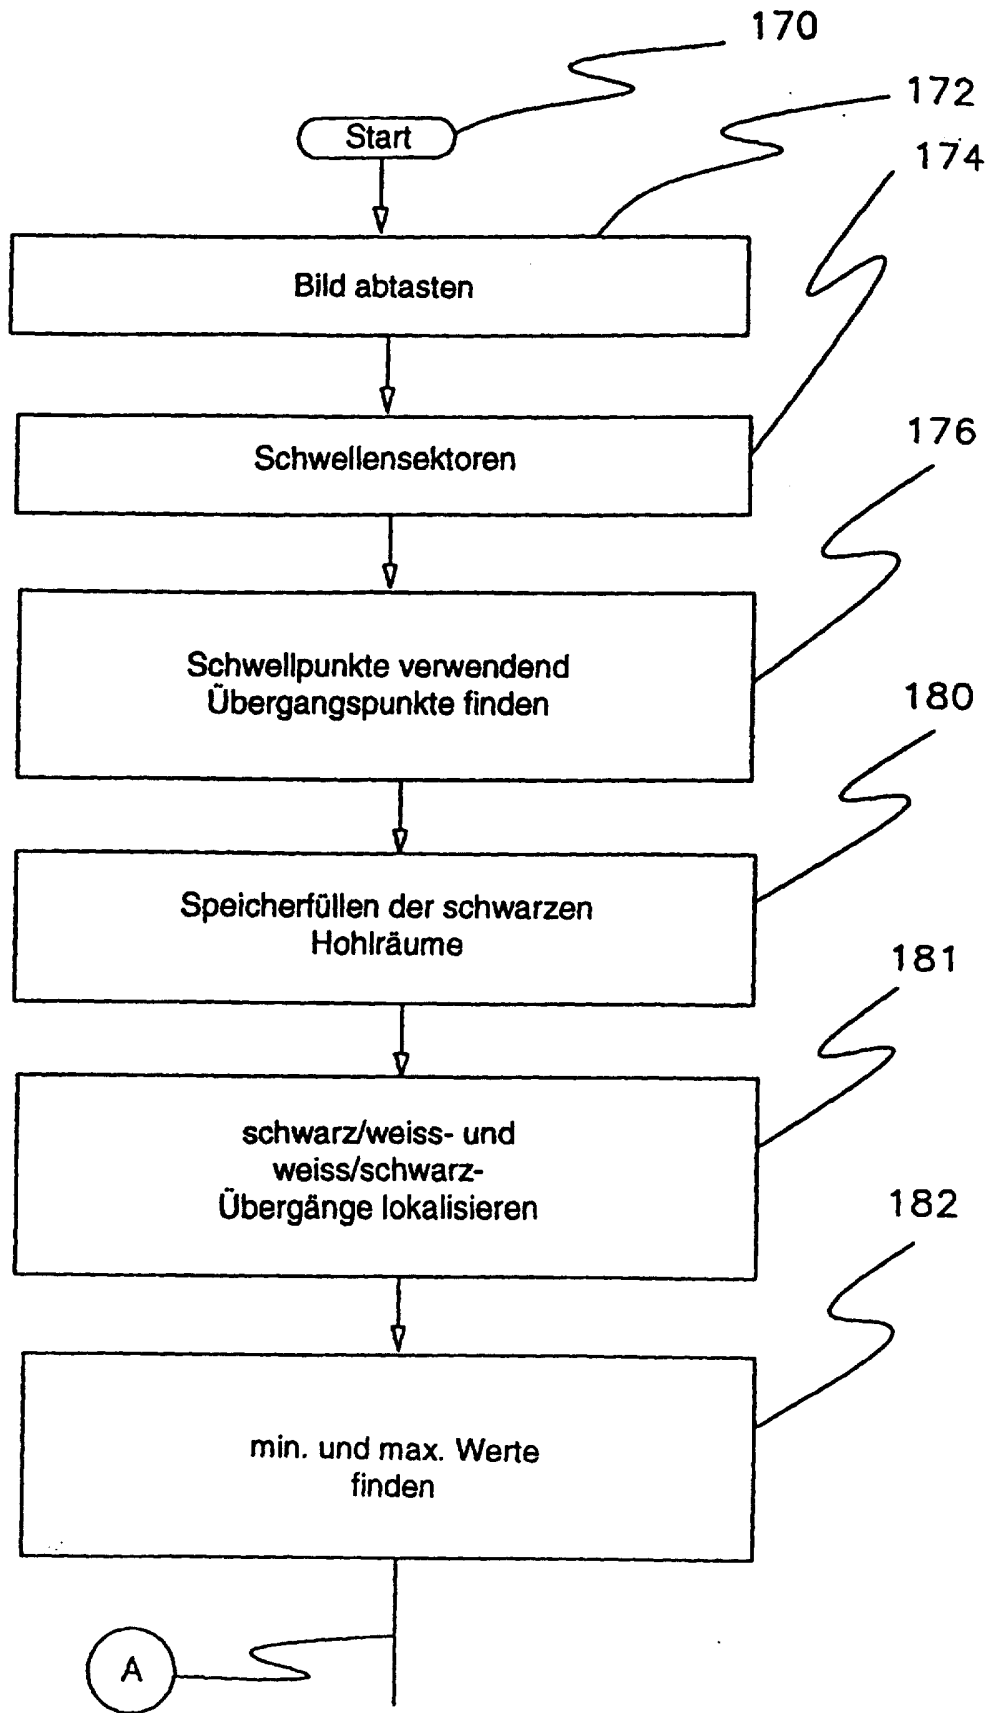 170
Start
172
174
Bild abtasten
Schwellensektoren
176
Schwellpunkte verwendend
Übergangspunkte finden
180
Speicherfüllen der schwarzen
Hohlräume
181
schwarz/weiss- und
weiss/schwarz-
Übergänge lokalisieren
182
min. und max. Werte
finden
A